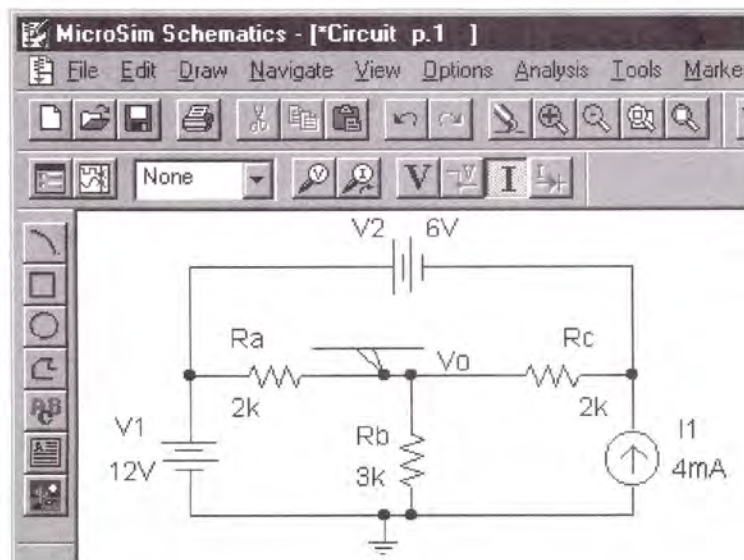 MicroSim Schematics - [*Circuit p.1 ]
File Edit Draw Navigate View Options Analysis Tools Marke
None V I V I I
ABC
A
V2 6V
Ra Vo Rc
2k 2k
V1 12V
Rb 3k
I1 4mA